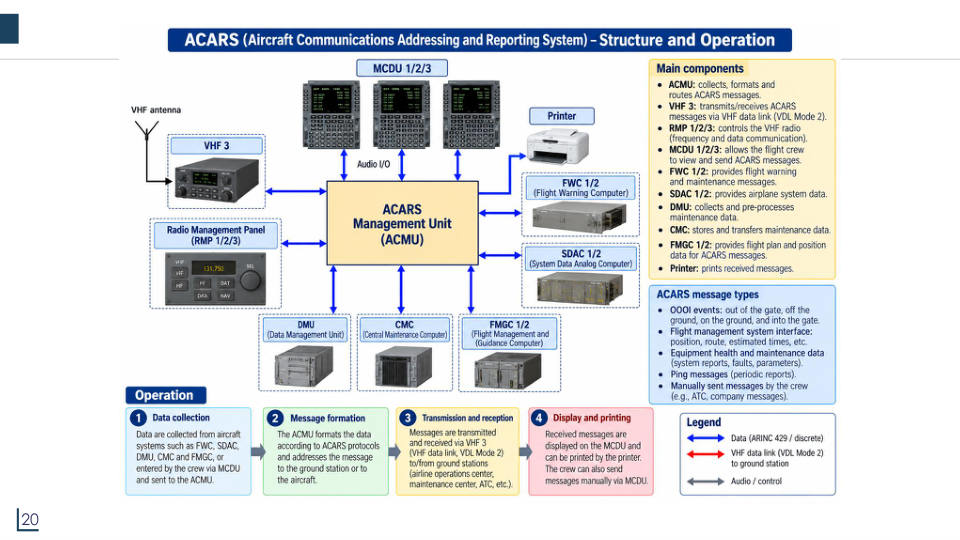 ACARS (Aircraft Communications Addressing and Reporting System) – Structure and Operation
MCDU 1/2/3
VHF antenna
VHF 3
Audio I/O
Printer
ACARS
Management Unit
(ACMU)
FWC 1/2
(Flight Warning Computer)
Radio Management Panel
(RMP 1/2/3)
VHF
HF
DAT
NAV
SDAC 1/2
(System Data Analog Computer)
DMU
(Data Management Unit)
CMC
(Central Maintenance Computer)
FMGC 1/2
(Flight Management and
Guidance Computer)
Main components
• ACMU: collects, formats and
routes ACARS messages.
• VHF 3: transmits/receives ACARS
messages via VHF data link (VDL Mode 2).
• RMP 1/2/3: controls the VHF radio
(frequency and data communication).
• MCDU 1/2/3: allows the flight crew
to view and send ACARS messages.
• FWC 1/2: provides flight warning
and maintenance messages.
• SDAC 1/2: provides airplane system data.
• DMU: collects and pre-processes
maintenance data.
• CMC: stores and transfers maintenance data.
• FMGC 1/2: provides flight plan and position
data for ACARS messages.
• Printer: prints received messages.
ACARS message types
• OOOI events: out of the gate, off the
ground, on the ground, and into the gate.
• Flight management system interface:
position, route, estimated times, etc.
• Equipment health and maintenance data
(system reports, faults, parameters).
• Ping messages (periodic reports).
• Manually sent messages by the crew
(e.g., ATC, company messages).
Operation
1 Data collection
Data are collected from aircraft
systems such as FWC, SDAC,
DMU, CMC and FMGC, or
entered by the crew via MCDU
and sent to the ACMU.
2 Message formation
The ACMU formats the data
according to ACARS protocols
and addresses the message
to the ground station or to
the aircraft.
3 Transmission and reception
Messages are transmitted
and received via VHF 3
(VHF data link, VDL Mode 2)
to/from ground stations
(airline operations center,
maintenance center, ATC, etc.).
4 Display and printing
Received messages are
displayed on the MCDU and
can be printed by the printer.
The crew can also send
messages manually via MCDU.
Legend
Data (ARINC 429 / discrete)
VHF data link (VDL Mode 2)
to ground station
Audio / control
20